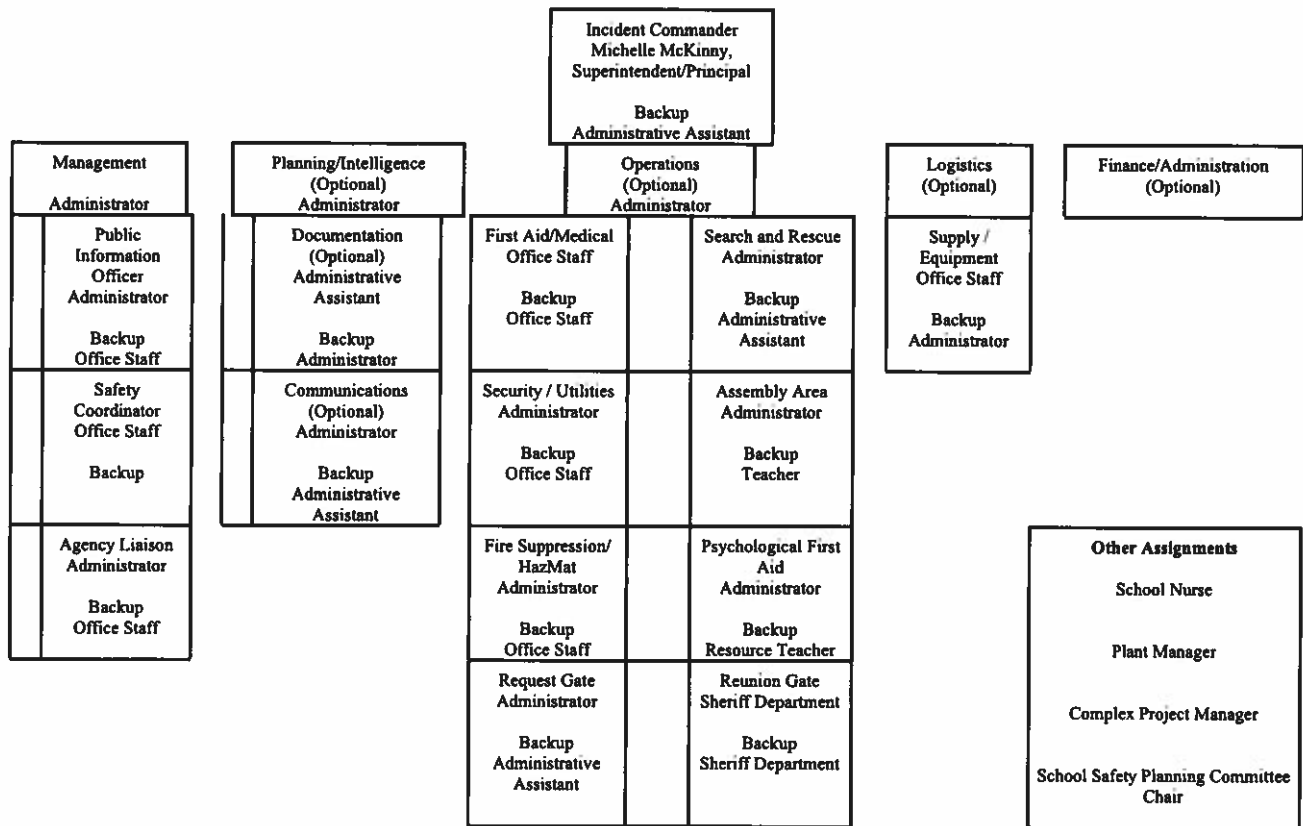 Incident Commander
Michelle McKinny,
Superintendent/Principal
Backup
Administrative Assistant
Management
Administrator
Planning/Intelligence
(Optional)
Administrator
Operations
(Optional)
Administrator
Logistics
(Optional)
Finance/Administration
(Optional)
Public
Information
Officer
Administrator
Backup
Office Staff
Documentation
(Optional)
Administrative
Assistant
Backup
Administrator
First Aid/Medical
Office Staff
Backup
Office Staff
Search and Rescue
Administrator
Backup
Administrative
Assistant
Supply /
Equipment
Office Staff
Backup
Administrator
Safety
Coordinator
Office Staff
Backup
Communications
(Optional)
Administrator
Backup
Administrative
Assistant
Security / Utilities
Administrator
Backup
Office Staff
Assembly Area
Administrator
Backup
Teacher
Agency Liaison
Administrator
Backup
Office Staff
Fire Suppression/
HazMat
Administrator
Backup
Office Staff
Psychological First
Aid
Administrator
Backup
Resource Teacher
Request Gate
Administrator
Backup
Administrative
Assistant
Reunion Gate
Sheriff Department
Backup
Sheriff Department
Other Assignments
School Nurse
Plant Manager
Complex Project Manager
School Safety Planning Committee
Chair